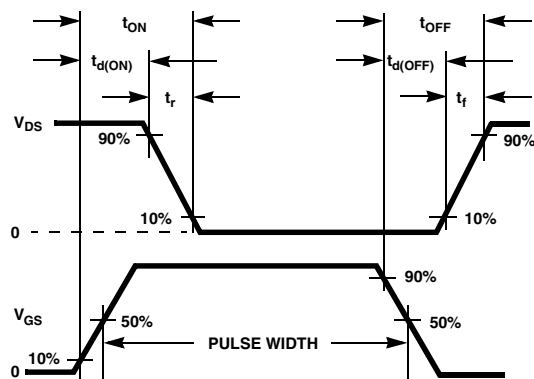 tON tOFF
td(ON) td(OFF)
tr tf
VDS
90% 90%
10% 10%
0
90%
VGS
50% PULSE WIDTH 50%
10%
0